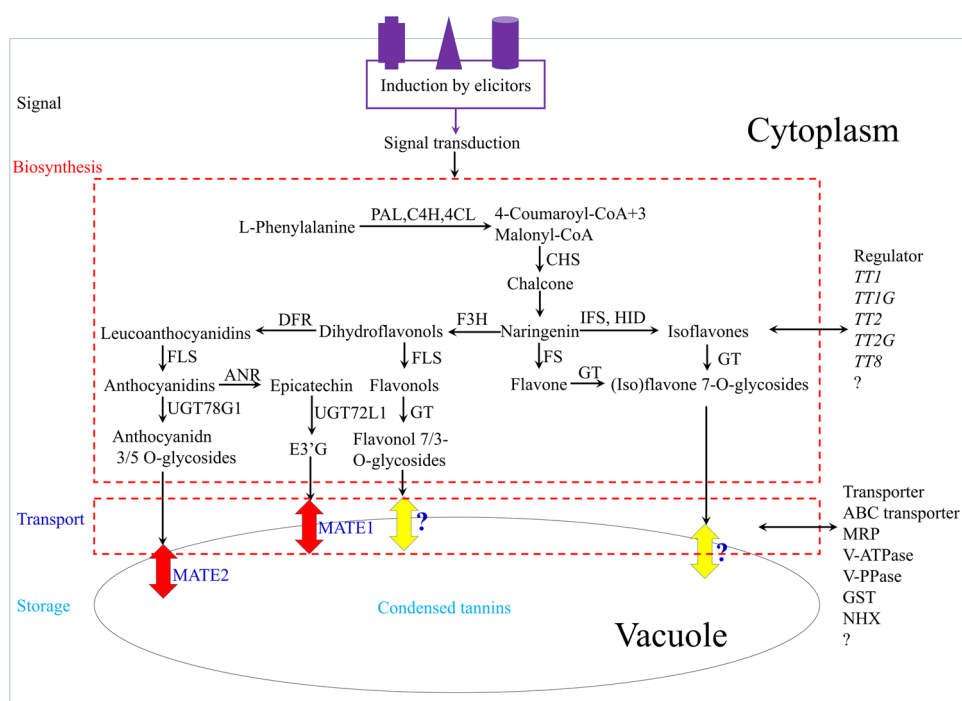 Induction by elicitors
Signal
Cytoplasm
Signal transduction
Biosynthesis
L-Phenylalanine
PAL,C4H,4CL
4-Coumaroyl-CoA+3
Malonyl-CoA
CHS
Chalcone
Leucoanthocyanidins
DFR
Dihydroflavonols
F3H
Naringenin
IFS, HID
Isoflavones
FLS
FLS
FS
GT
Anthocyanidins
ANR
Epicatechin
Flavonols
Flavone
GT
(Iso)flavone 7-O-glycosides
UGT78G1
UGT72L1
GT
Anthocyanidn
3/5 O-glycosides
E3’G
Flavonol 7/3-
O-glycosides
Regulator
TT1
TT1G
TT2
TT2G
TT8
?
Transport
MATE1
?
?
MATE2
Transporter
ABC transporter
MRP
V-ATPase
V-PPase
GST
NHX
?
Storage
Condensed tannins
Vacuole